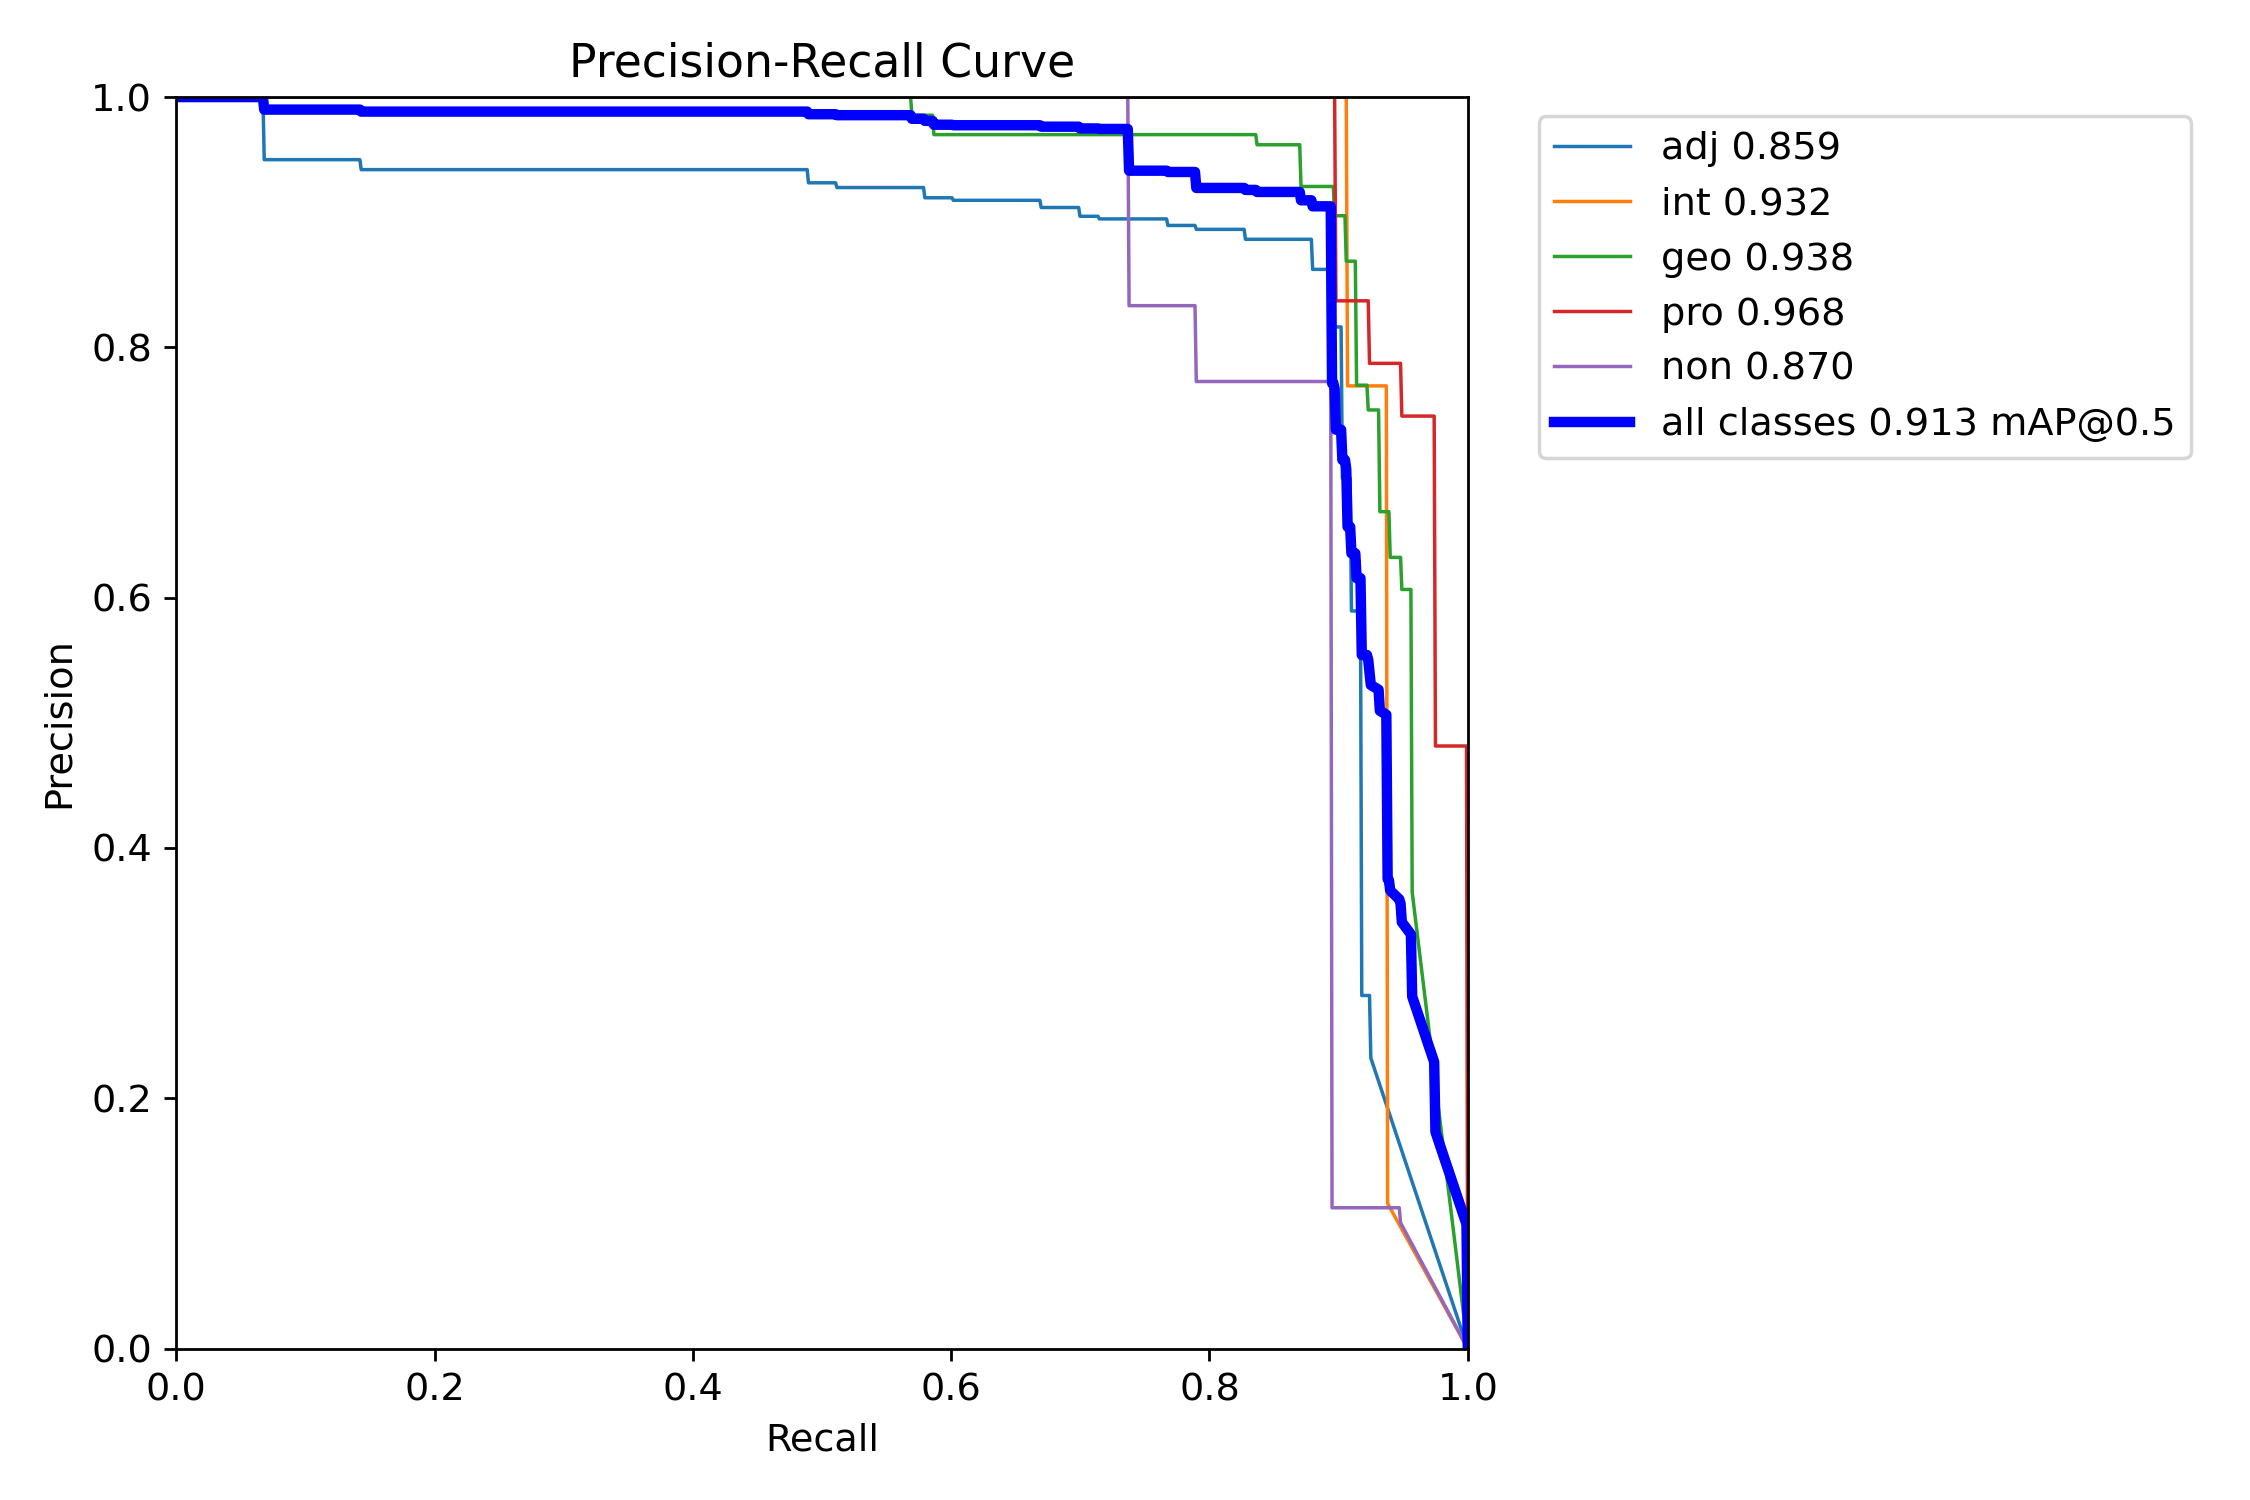 Precision-Recall Curve
1.0
0.8
0.6
0.4
0.2
0.0
Precision
0.0 0.2 0.4 0.6 0.8 1.0
Recall
adj 0.859
int 0.932
geo 0.938
pro 0.968
non 0.870
all classes 0.913 mAP@0.5